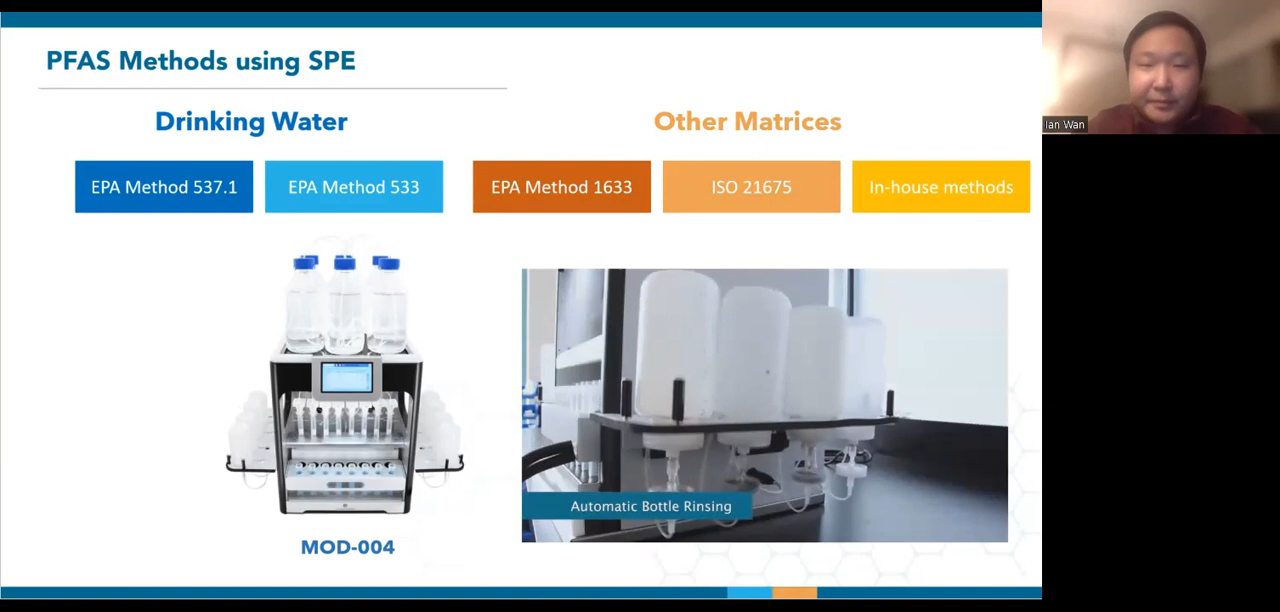 PFAS Methods using SPE
Drinking Water
Other Matrices
EPA Method 537.1
EPA Method 533
EPA Method 1633
ISO 21675
In-house methods
Automatic Bottle Rinsing
MOD-004
Ian Wan